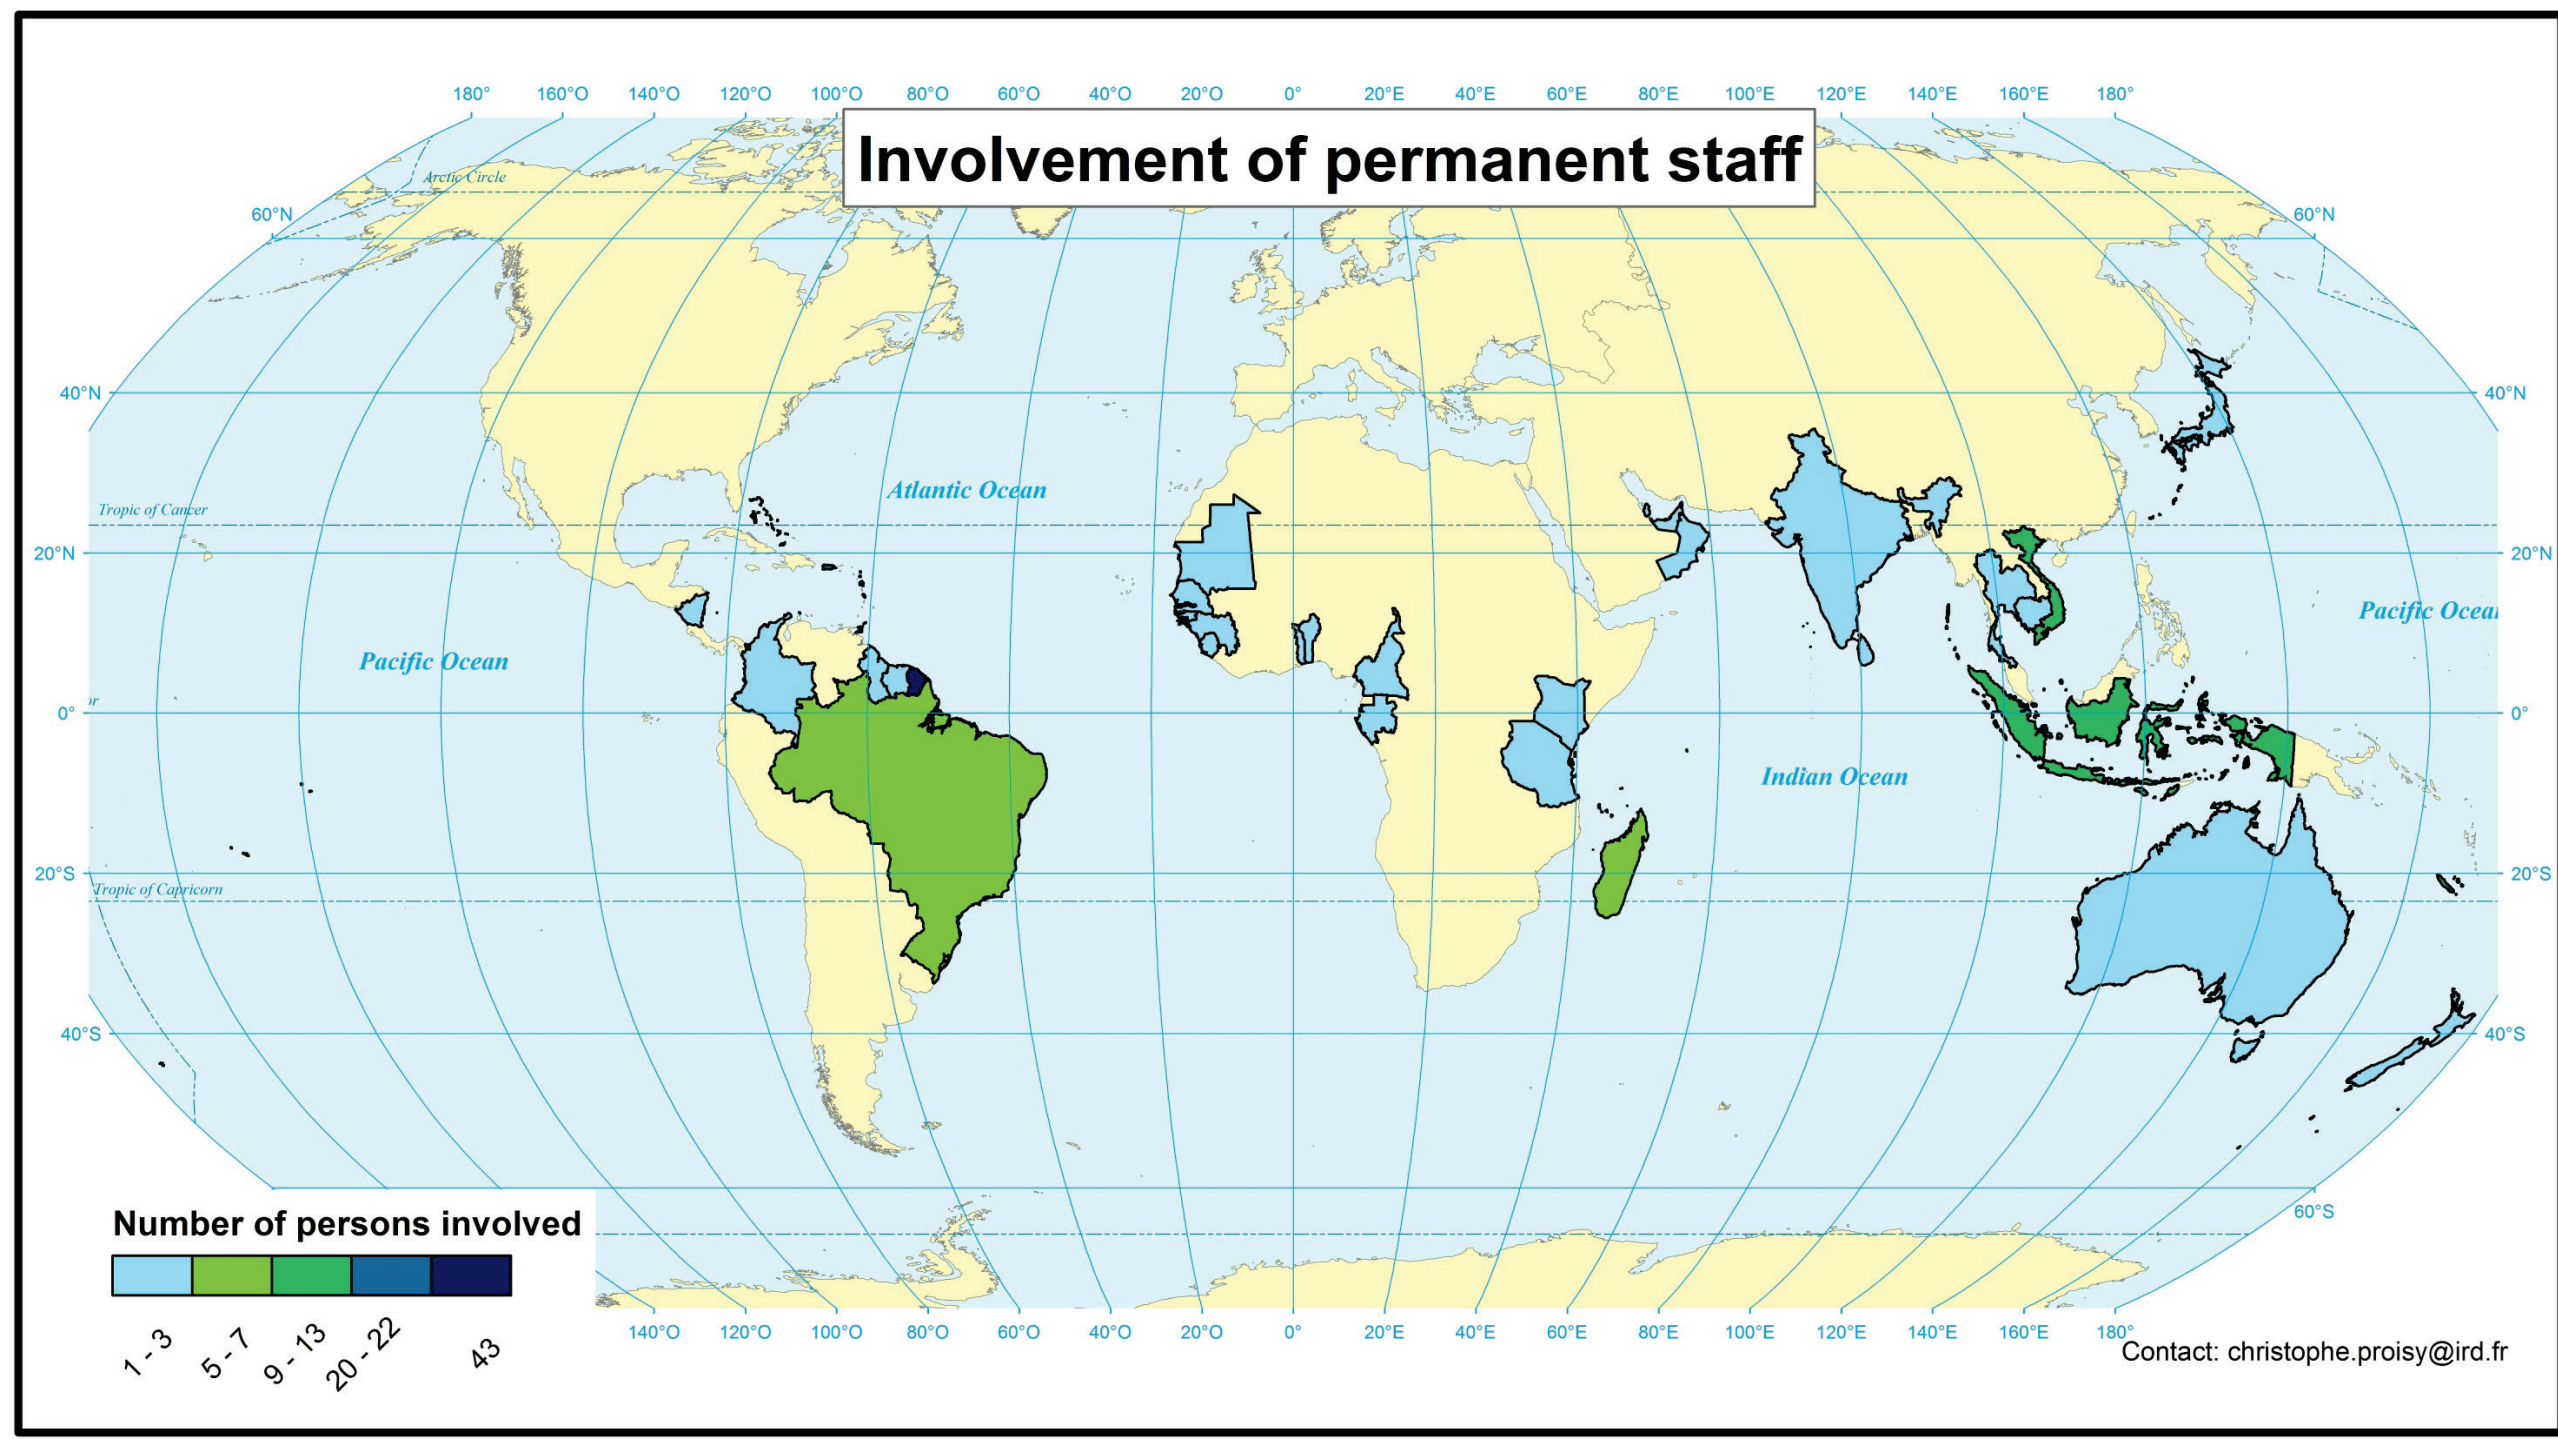 180° 160°O 140°O 120°O 100°O 80°O 60°O 40°O 20°O 0° 20°E 40°E 60°E 80°E 100°E 120°E 140°E 160°E 180°
Involvement of permanent staff
Arctic Circle
60°N 60°N
40°N 40°N
Atlantic Ocean
Tropic of Cancer
20°N 20°N
Pacific Ocean
Pacific Ocea
or
0° 0°
Indian Ocean
20°S 20°S
Tropic of Capricorn
40°S 40°S
60°S
Number of persons involved
1 - 3
5 - 7
9 - 13
20 - 22
43
140°O 120°O 100°O 80°O 60°O 40°O 20°O 0° 20°E 40°E 60°E 80°E 100°E 120°E 140°E 160°E 180°
Contact: christophe.proisy@ird.fr